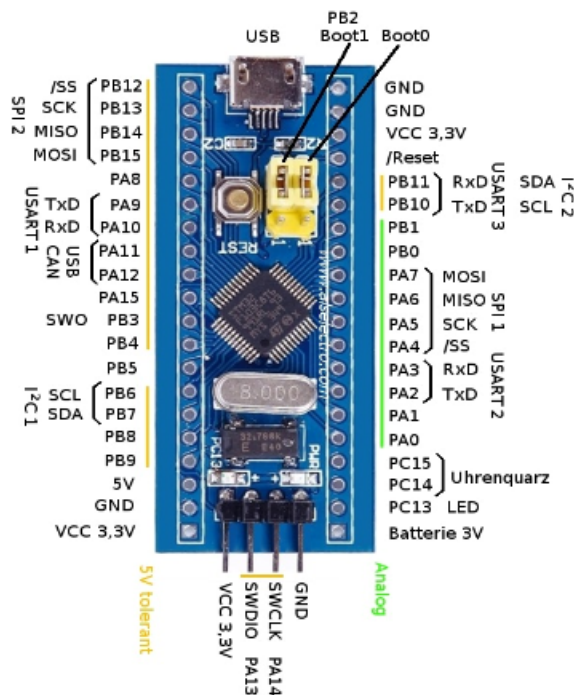 PB2
USB Boot1 Boot0
/SS PB12
SCK PB13
MISO PB14
MOSI PB15
SPI 2
PA8
TxD PA9
RxD PA10
USART 1
PA11
PA12
USB
CAN
PA15
SWO PB3
PB4
PB5
SCL PB6
SDA PB7
I²C1
PB8
PB9
5V
GND
VCC 3,3V
5V tolerant
GND
GND
VCC 3,3V
/Reset
PB11 RxD SDA
PB10 TxD SCL
USART 3
I²C2
PB1
PB0
PA7 MOSI
PA6 MISO
PA5 SCK
PA4 /SS
SPI 1
PA3 RxD
PA2 TxD
USART 2
PA1
PA0
PC15
PC14
Uhrenquarz
PC13 LED
Batterie 3V
Analog
REST
8.000
32.768K
PC13
PWR
VCC 3,3V
SWDIO PA13
SWCLK PA14
GND